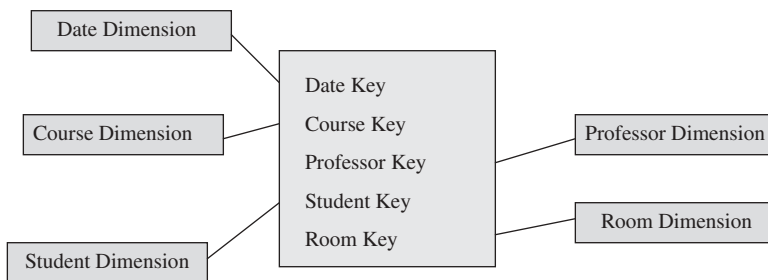 Date Dimension
Course Dimension
Student Dimension
Date Key
Course Key
Professor Key
Student Key
Room Key
Professor Dimension
Room Dimension